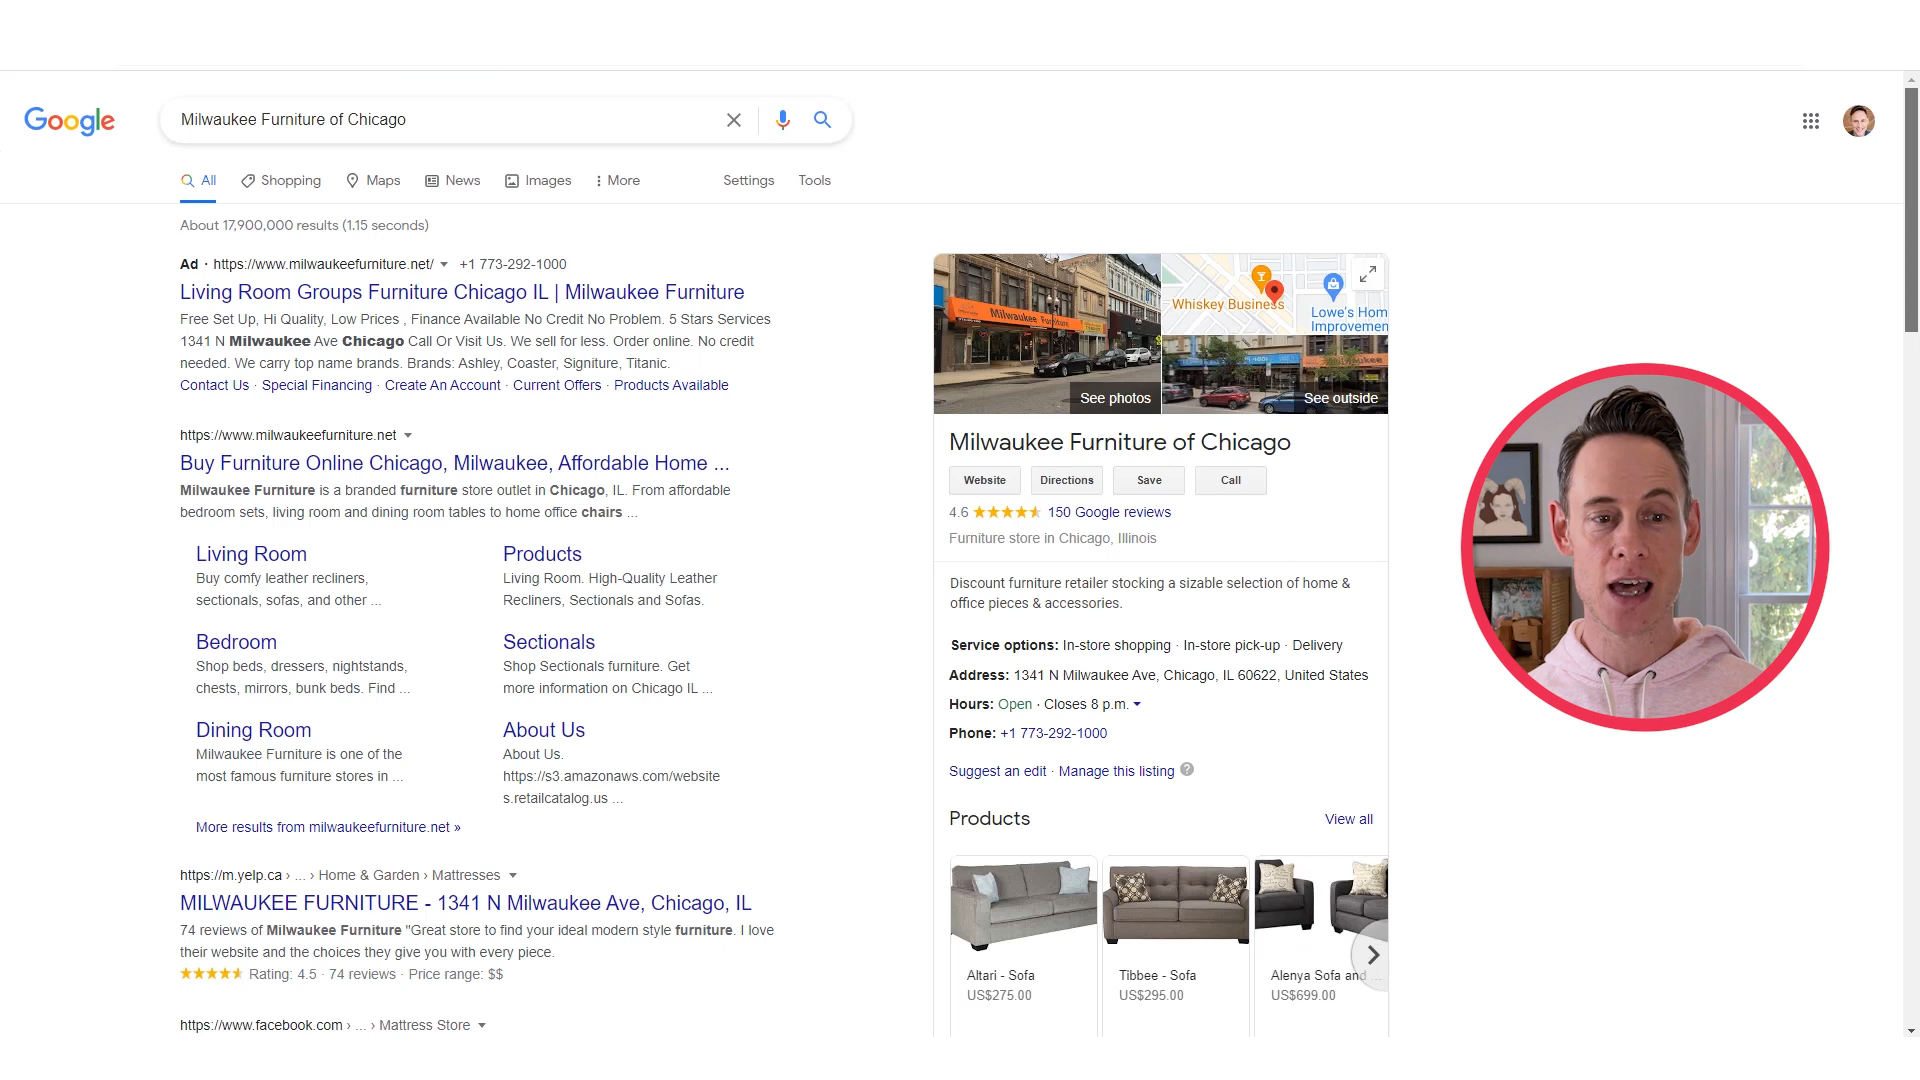 Google
Milwaukee Furniture of Chicago
All
Shopping
Maps
News
Images
More
Settings
Tools
About 17,900,000 results (1.15 seconds)
Ad · https://www.milwaukeefurniture.net/ +1 773-292-1000
Living Room Groups Furniture Chicago IL | Milwaukee Furniture
Free Set Up, Hi Quality, Low Prices , Finance Available No Credit No Problem. 5 Stars Services
1341 N Milwaukee Ave Chicago Call Or Visit Us. We sell for less. Order online. No credit
needed. We carry top name brands. Brands: Ashley, Coaster, Signiture, Titanic.
Contact Us · Special Financing · Create An Account · Current Offers · Products Available
https://www.milwaukeefurniture.net
Buy Furniture Online Chicago, Milwaukee, Affordable Home ...
Milwaukee Furniture is a branded furniture store outlet in Chicago, IL. From affordable
bedroom sets, living room and dining room tables to home office chairs ...
Living Room
Buy comfy leather recliners,
sectionals, sofas, and other ...
Products
Living Room. High-Quality Leather
Recliners, Sectionals and Sofas.
Bedroom
Shop beds, dressers, nightstands,
chests, mirrors, bunk beds. Find ...
Sectionals
Shop Sectionals furniture. Get
more information on Chicago IL ...
Dining Room
Milwaukee Furniture is one of the
most famous furniture stores in ...
About Us
About Us.
https://s3.amazonaws.com/website
s.retailcatalog.us ...
More results from milwaukeefurniture.net »
https://m.yelp.ca › ... › Home & Garden › Mattresses
MILWAUKEE FURNITURE - 1341 N Milwaukee Ave, Chicago, IL
74 reviews of Milwaukee Furniture "Great store to find your ideal modern style furniture. I love
their website and the choices they give you with every piece.
Rating: 4.5 · 74 reviews · Price range: $$
https://www.facebook.com › ... › Mattress Store
Milwaukee Furniture
See photos
Whiskey Business
Lowe's Hom
Improvemen
See outside
Milwaukee Furniture of Chicago
Website
Directions
Save
Call
4.6 150 Google reviews
Furniture store in Chicago, Illinois
Discount furniture retailer stocking a sizable selection of home &
office pieces & accessories.
Service options: In-store shopping · In-store pick-up · Delivery
Address: 1341 N Milwaukee Ave, Chicago, IL 60622, United States
Hours: Open · Closes 8 p.m.
Phone: +1 773-292-1000
Suggest an edit · Manage this listing ?
Products
View all
Altari - Sofa
US$275.00
Tibbee - Sofa
US$295.00
Alenya Sofa and ...
US$699.00